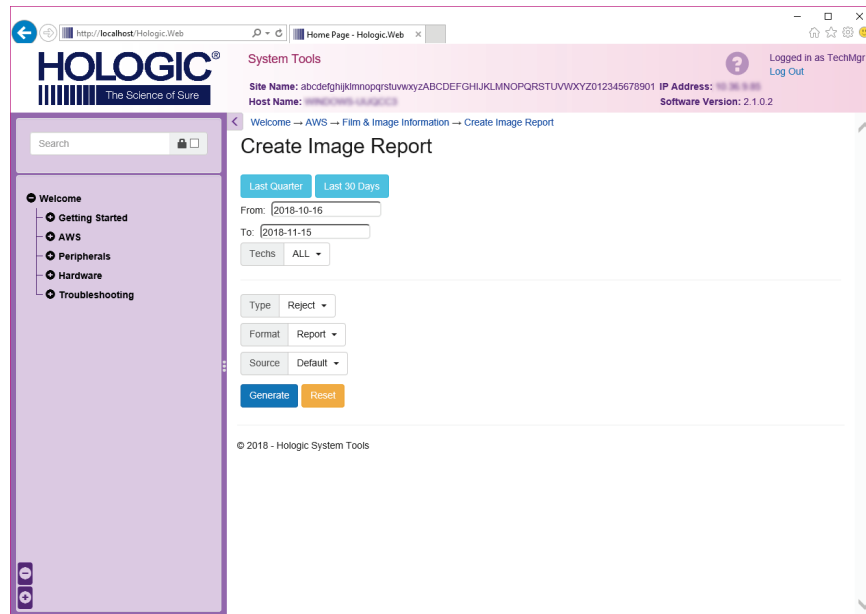 http://localhost/Hologic.Web
Home Page - Hologic.Web
HOLOGIC®
The Science of Sure
System Tools
Site Name: abcdefghijklmnopqrstuvwxyzABCDEFGHIJKLMNOPQRSTUVWXYZ012345678901 IP Address:
Host Name:
Software Version: 2.1.0.2
Logged in as TechMgr
Log Out
Search
Welcome
Getting Started
AWS
Peripherals
Hardware
Troubleshooting
Welcome → AWS → Film & Image Information → Create Image Report
Create Image Report
Last Quarter Last 30 Days
From: 2018-10-16
To: 2018-11-15
Techs ALL
Type Reject
Format Report
Source Default
Generate Reset
© 2018 - Hologic System Tools